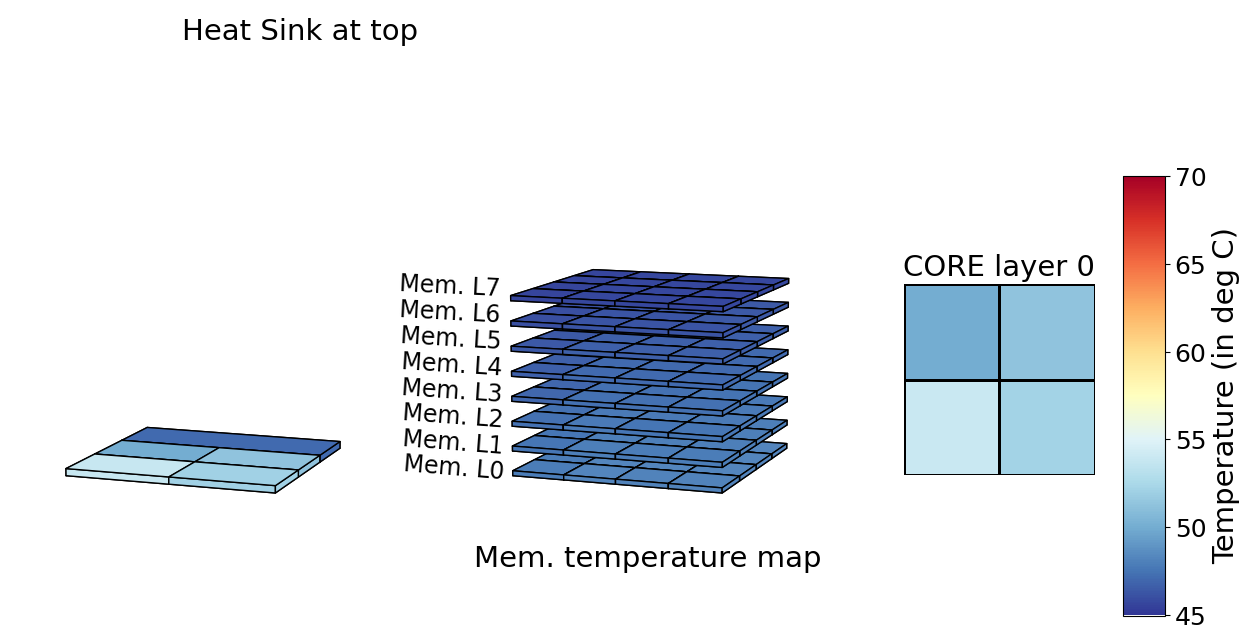 Heat Sink at top
Mem. L7
Mem. L6
Mem. L5
Mem. L4
Mem. L3
Mem. L2
Mem. L1
Mem. L0
Mem. temperature map
CORE layer 0
70
65
60
55
50
45
Temperature (in deg C)